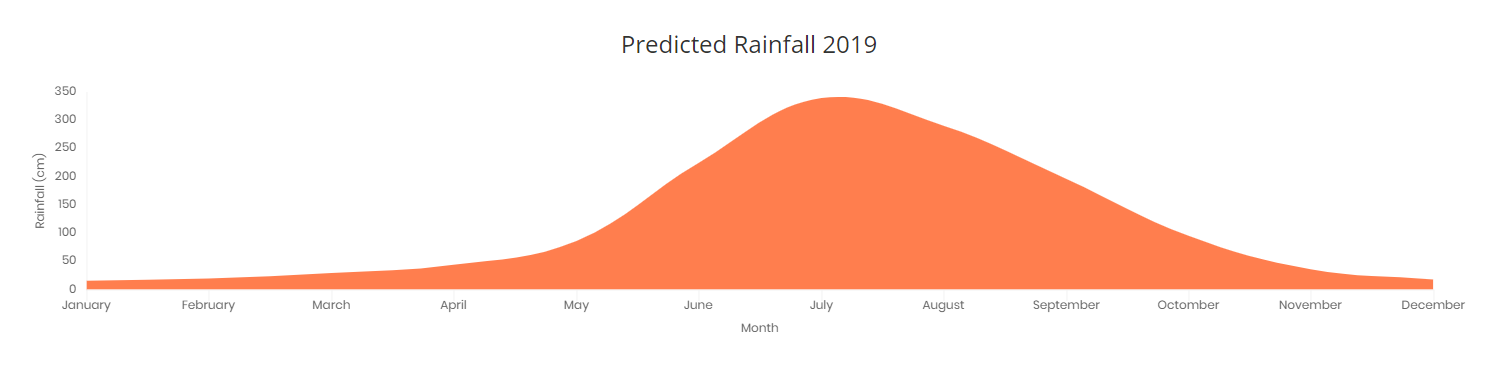 Predicted Rainfall 2019
350
300
250
200
150
100
50
0
Rainfall (cm)
January February March April May June July August September Octomber November December
Month